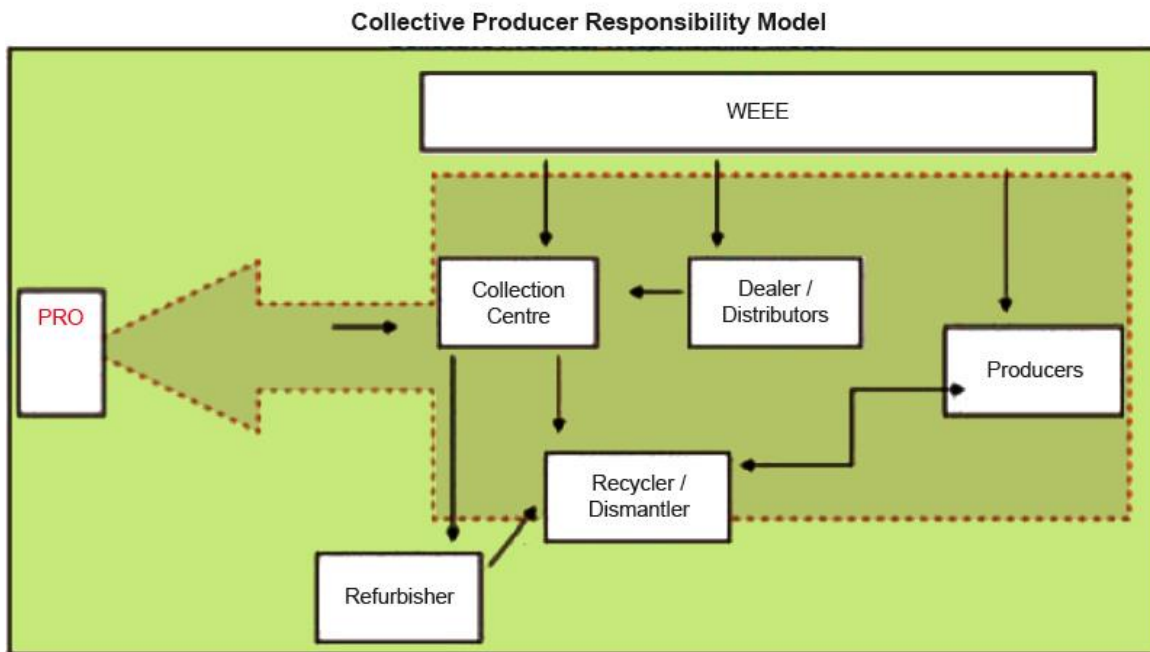 Collective Producer Responsibility Model
WEEE
Collection
Centre
Dealer /
Distributors
PRO
Producers
Recycler /
Dismantler
Refurbisher